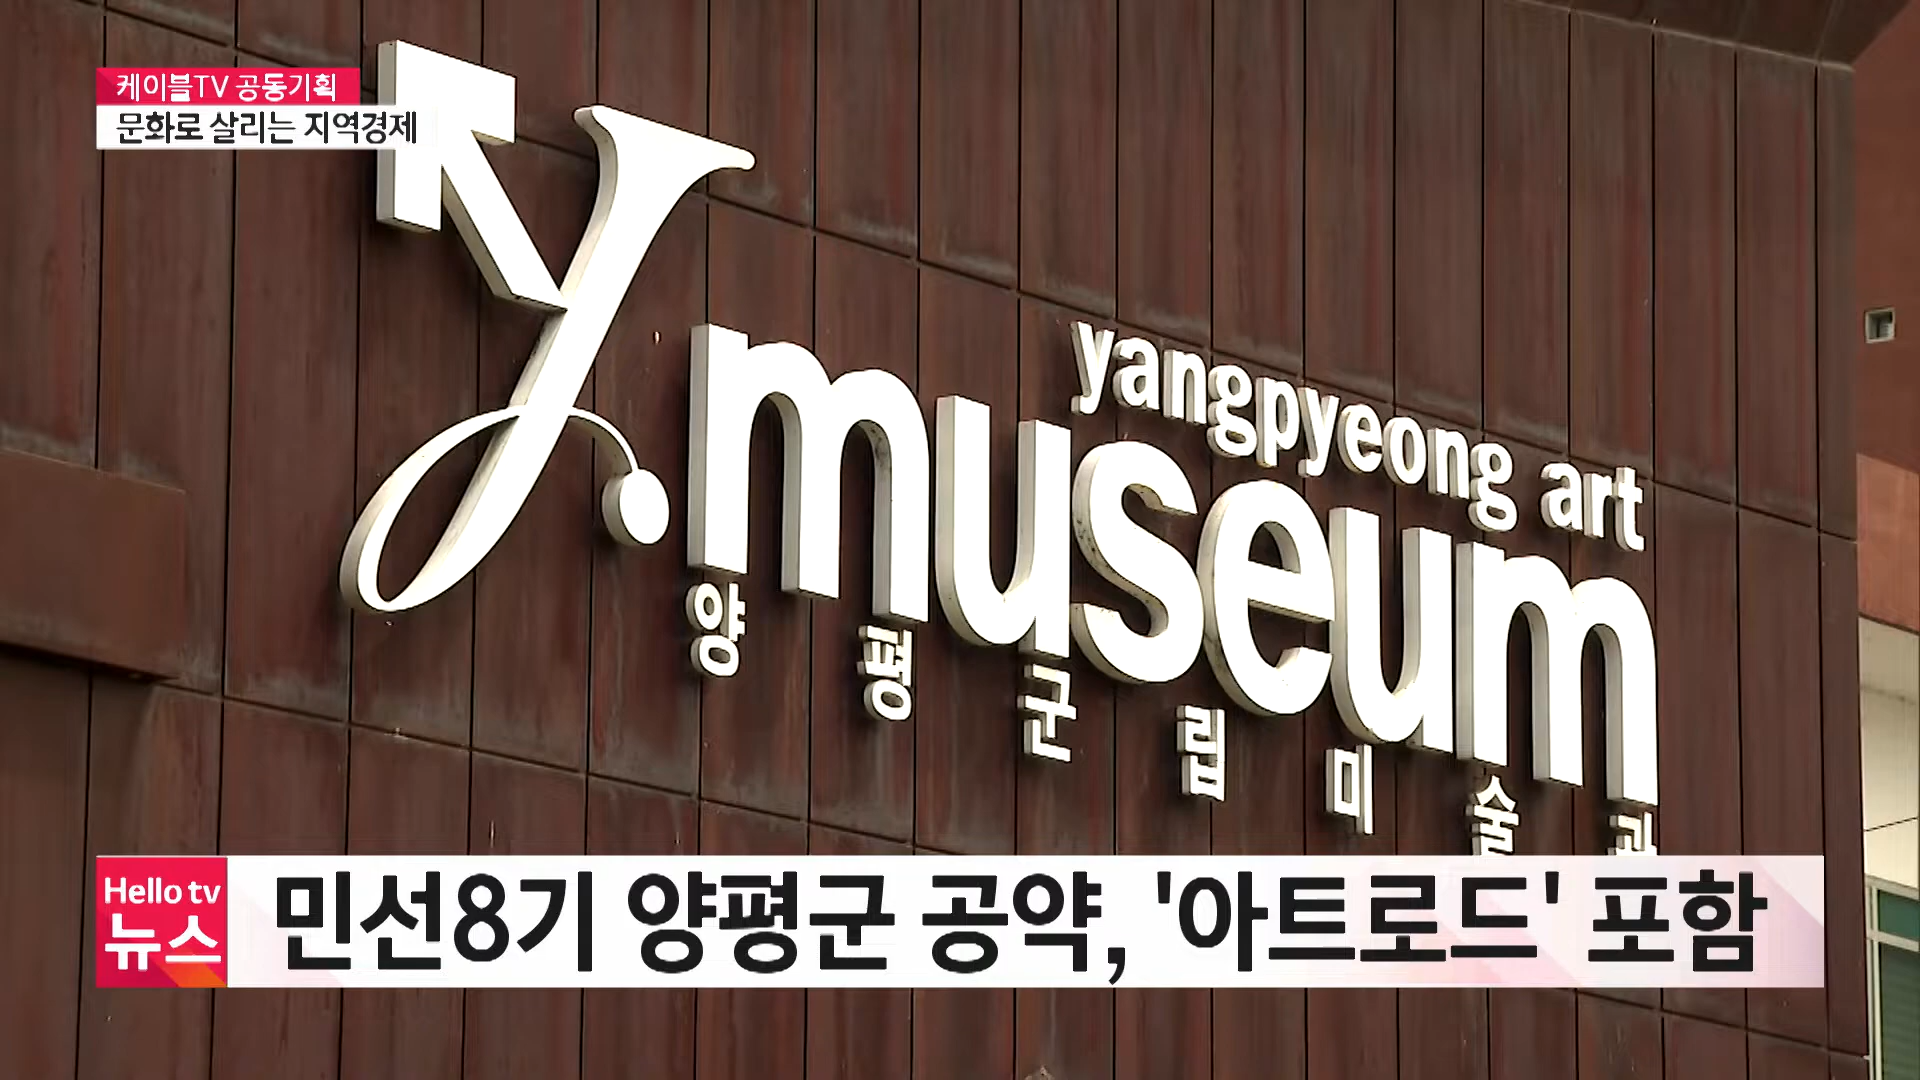 케이블TV 공동기획
문화로 살리는 지역경제
yangpyeong art
y.museum
양평군립미술관
Hello tv
뉴스
민선8기 양평군 공약, '아트로드' 포함